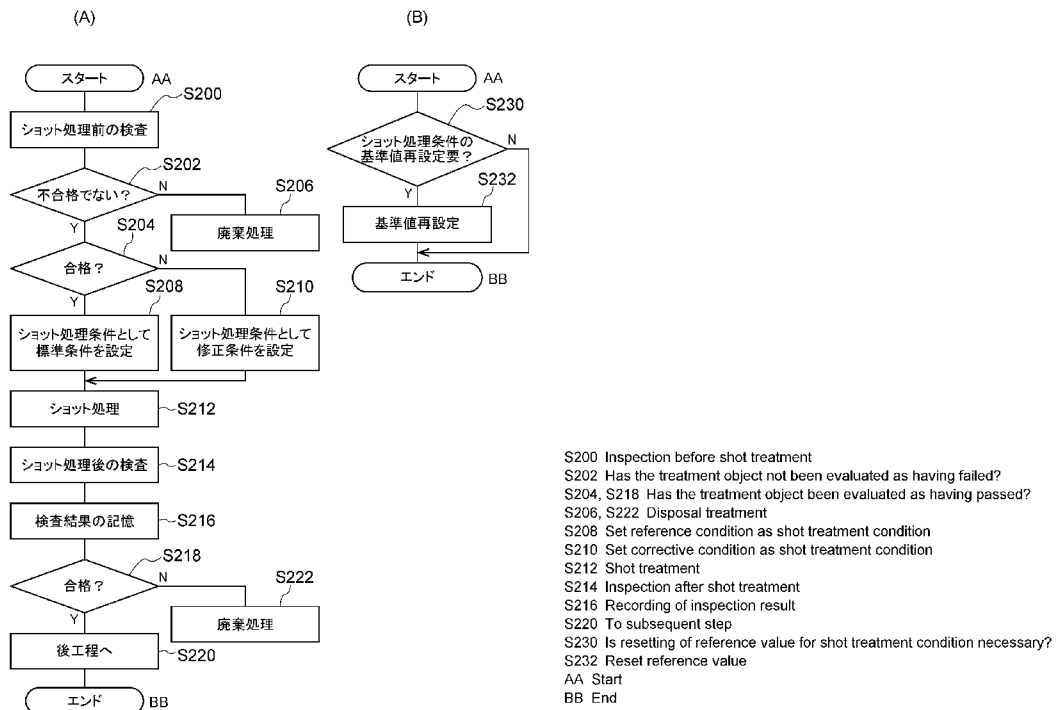 (A)
スタート
AA
S200
ショット処理前の検査
S202
不合格でない？
N
Y
S206
廃棄処理
S204
合格？
N
Y
S208
ショット処理条件として
標準条件を設定
S210
ショット処理条件として
修正条件を設定
ショット処理
S212
ショット処理後の検査
S214
検査結果の記憶
S216
S218
合格？
N
Y
S222
廃棄処理
後工程へ
S220
エンド
BB
(B)
スタート
AA
S230
ショット処理条件の
基準値再設定要？
N
Y
S232
基準値再設定
エンド
BB
S200 Inspection before shot treatment
S202 Has the treatment object not been evaluated as having failed?
S204, S218 Has the treatment object been evaluated as having passed?
S206, S222 Disposal treatment
S208 Set reference condition as shot treatment condition
S210 Set corrective condition as shot treatment condition
S212 Shot treatment
S214 Inspection after shot treatment
S216 Recording of inspection result
S220 To subsequent step
S230 Is resetting of reference value for shot treatment condition necessary?
S232 Reset reference value
AA Start
BB End